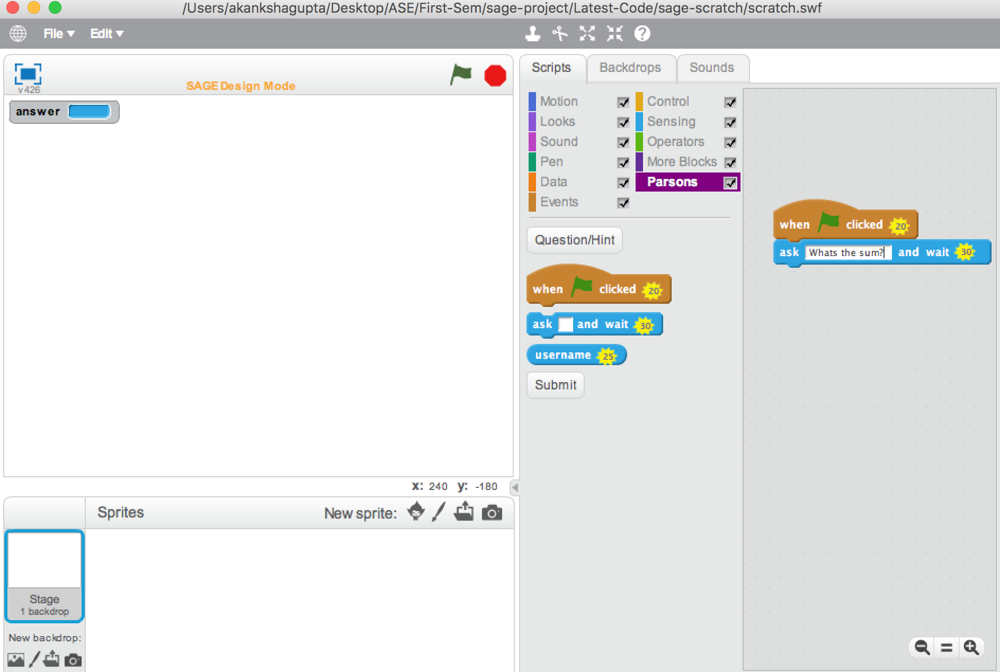 /Users/akankshagupta/Desktop/ASE/First-Sem/sage-project/Latest-Code/sage-scratch/scratch.swf
File Edit
v426
SAGE Design Mode
answer
x: 240 y: -180
Sprites
New sprite:
Stage
1 backdrop
New backdrop:
Scripts
Backdrops
Sounds
Motion
Looks
Sound
Pen
Data
Events
Control
Sensing
Operators
More Blocks
Parsons
Question/Hint
when clicked 20
ask and wait 30
username 25
Submit
when clicked 20
ask Whats the sum? and wait 30